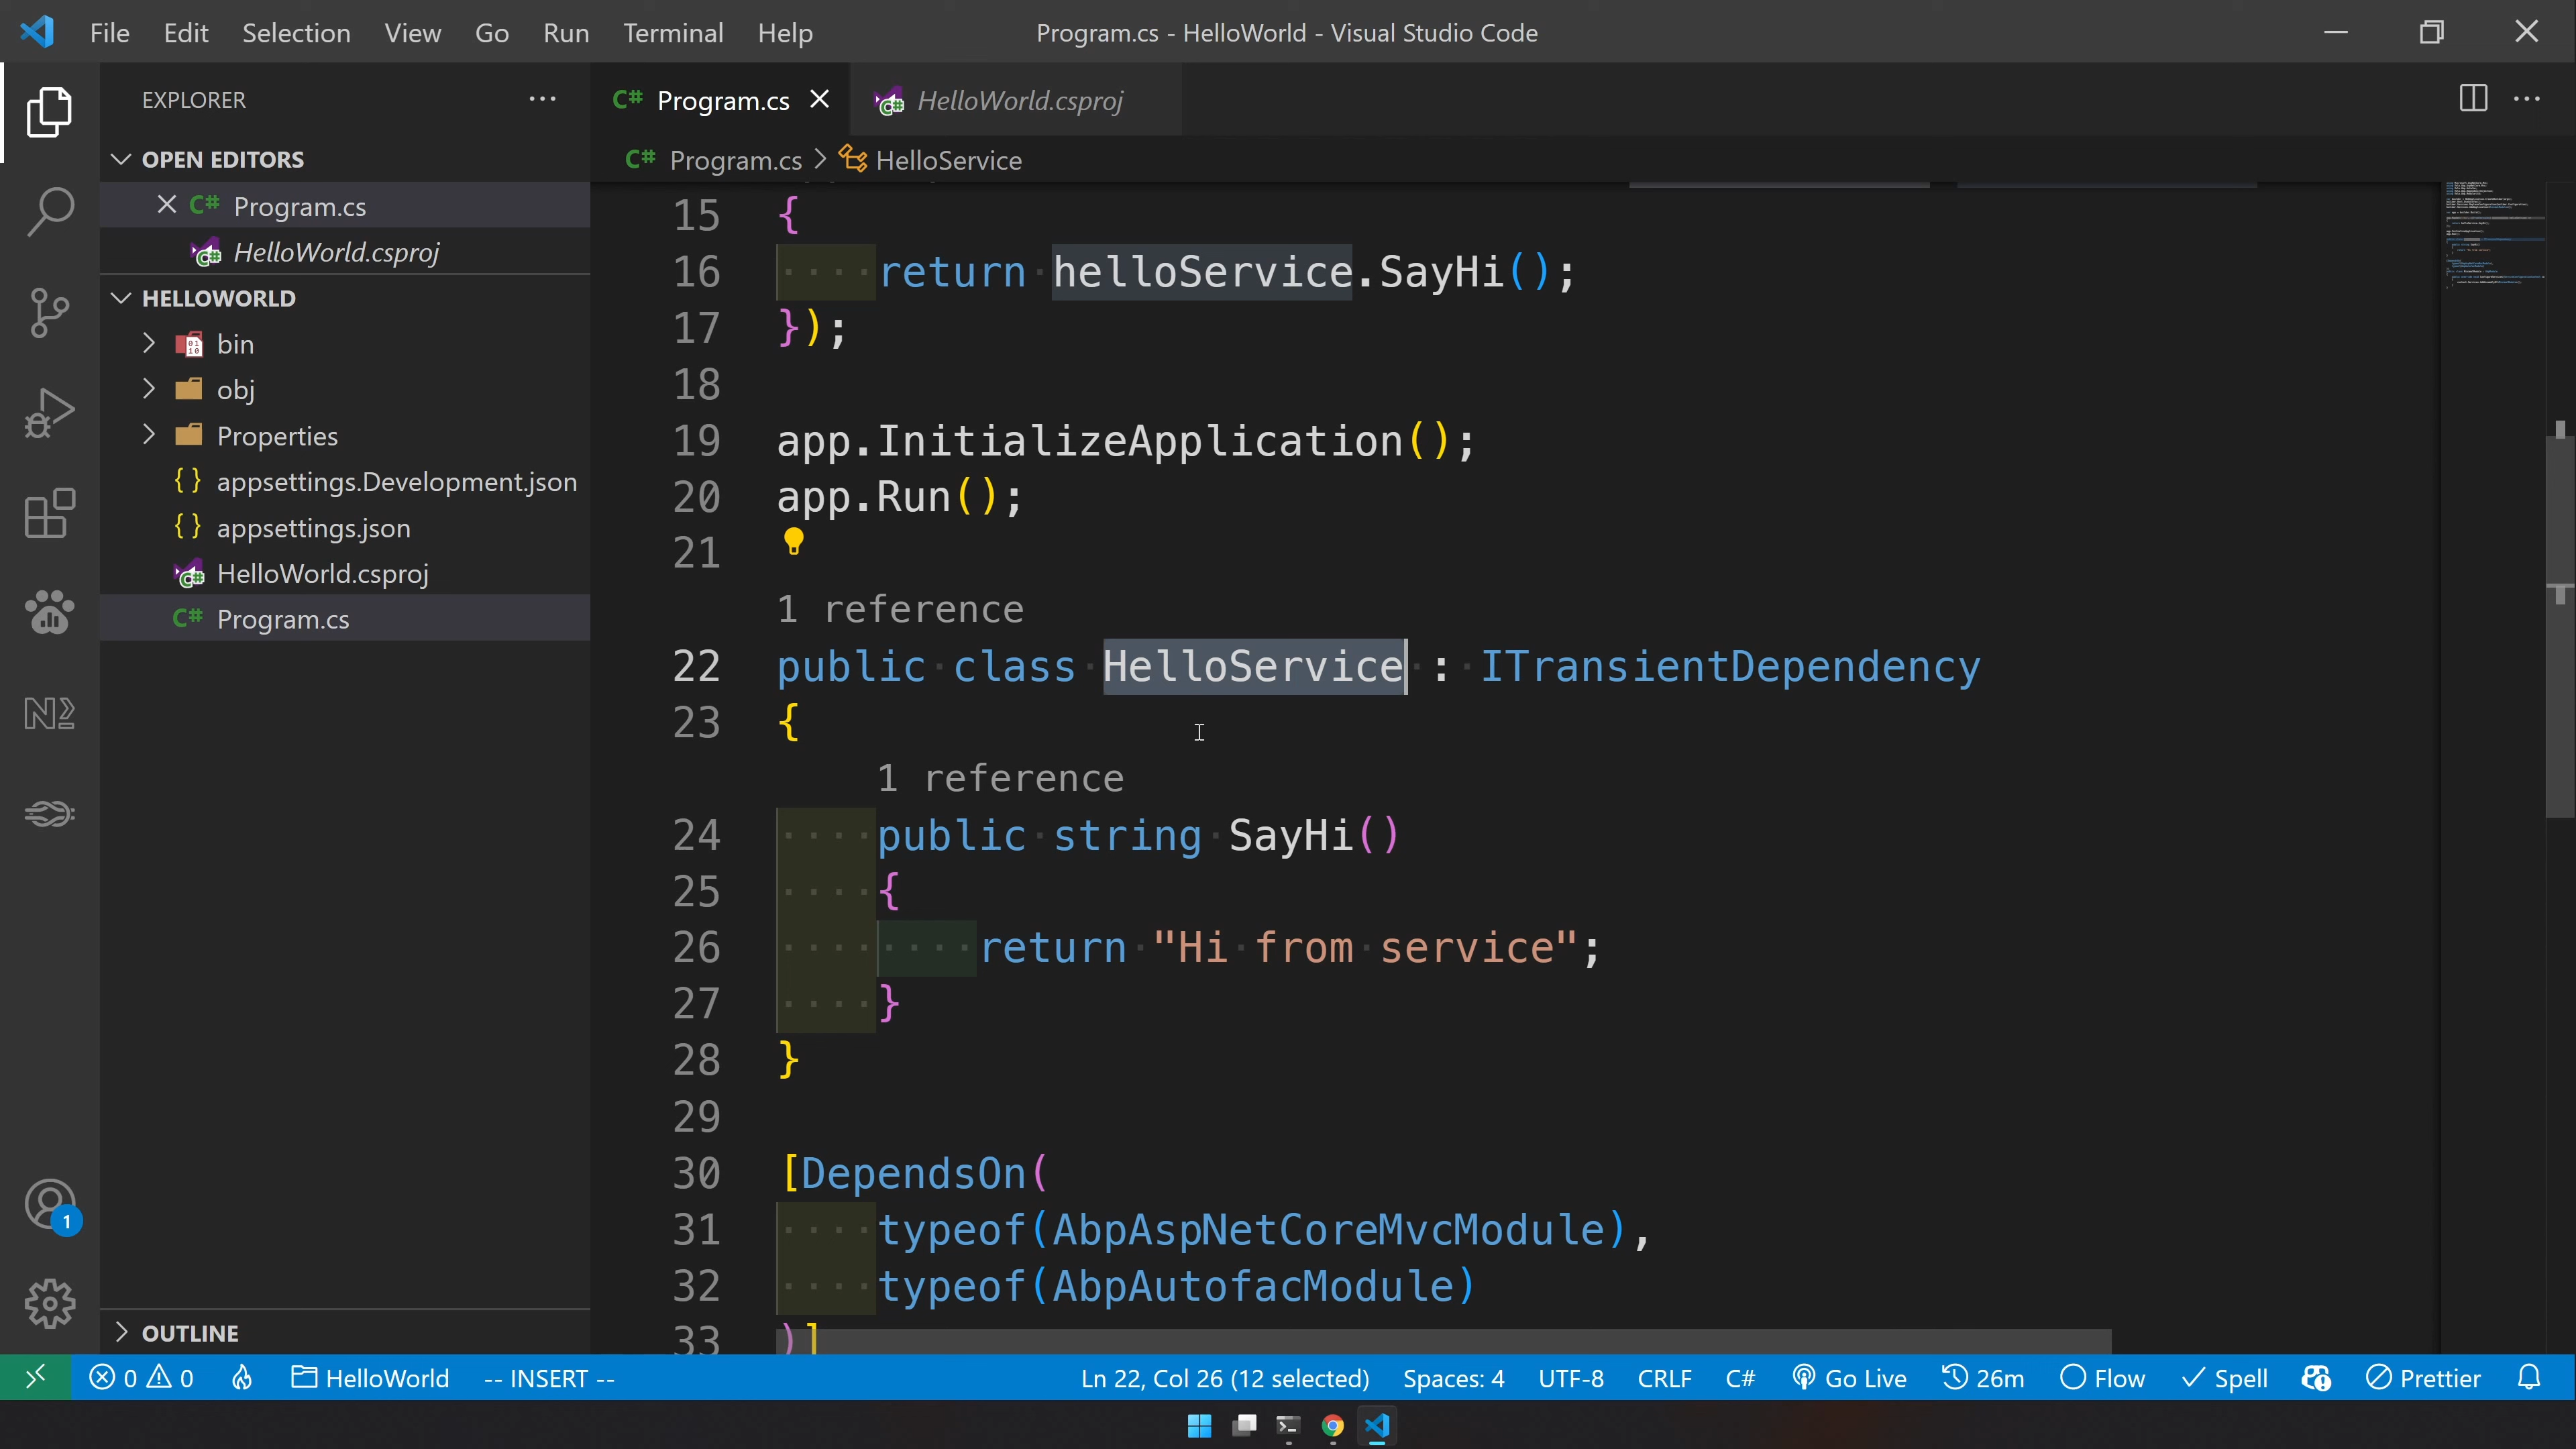 File Edit Selection View Go Run Terminal Help
Program.cs - HelloWorld - Visual Studio Code
EXPLORER
OPEN EDITORS
C# Program.cs
HelloWorld.csproj
HELLOWORLD
bin
obj
Properties
{} appsettings.Development.json
{} appsettings.json
HelloWorld.csproj
C# Program.cs
OUTLINE
C# Program.cs
HelloWorld.csproj
C# Program.cs > HelloService
15 {
16 return helloService.SayHi();
17 });
18
19 app.InitializeApplication();
20 app.Run();
21
1 reference
22 public class HelloService : ITransientDependency
23 {
1 reference
24 public string SayHi()
25 {
26 return "Hi from service";
27 }
28 }
29
30 [DependsOn(
31 typeof(AbpAspNetCoreMvcModule),
32 typeof(AbpAutofacModule)
33 )]
1
0 0 HelloWorld -- INSERT -- Ln 22, Col 26 (12 selected) Spaces: 4 UTF-8 CRLF C# Go Live 26m Flow Spell Prettier